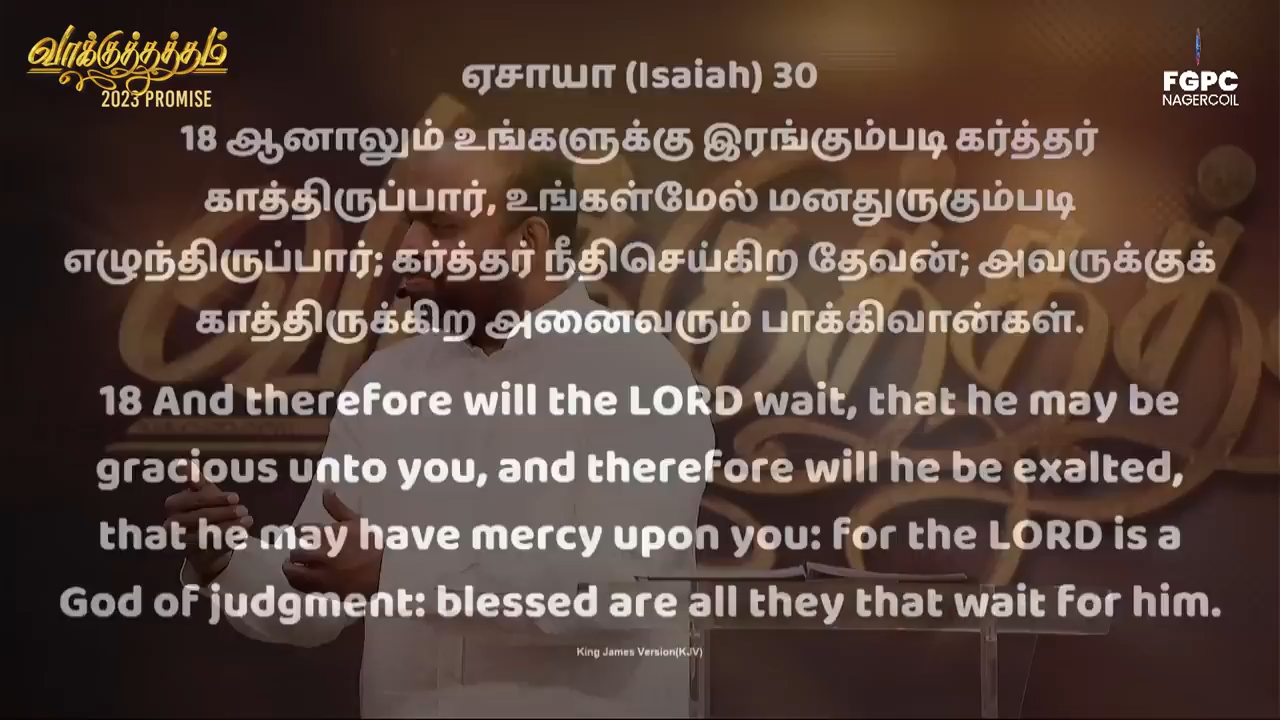 வாக்குத்தத்தம்
2023 PROMISE
FGPC
NAGERCOIL
ஏசாயா (Isaiah) 30
18 ஆனாலும் உங்களுக்கு இரங்கும்படி கர்த்தர்
காத்திருப்பார், உங்கள்மேல் மனதுருகும்படி
எழுந்திருப்பார்; கர்த்தர் நீதிசெய்கிற தேவன்; அவருக்குக்
காத்திருக்கிற அனைவரும் பாக்கிவான்கள்.
18 And therefore will the LORD wait, that he may be
gracious unto you, and therefore will he be exalted,
that he may have mercy upon you: for the LORD is a
God of judgment: blessed are all they that wait for him.
King James Version(KJV)